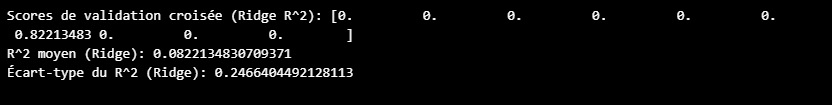 Scores de validation croisée (Ridge R^2): [0.         0.         0.         0.         0.         0.
 0.82213483 0.         0.         0.        ]
R^2 moyen (Ridge): 0.0822134830709371
Écart-type du R^2 (Ridge): 0.2466404492128113